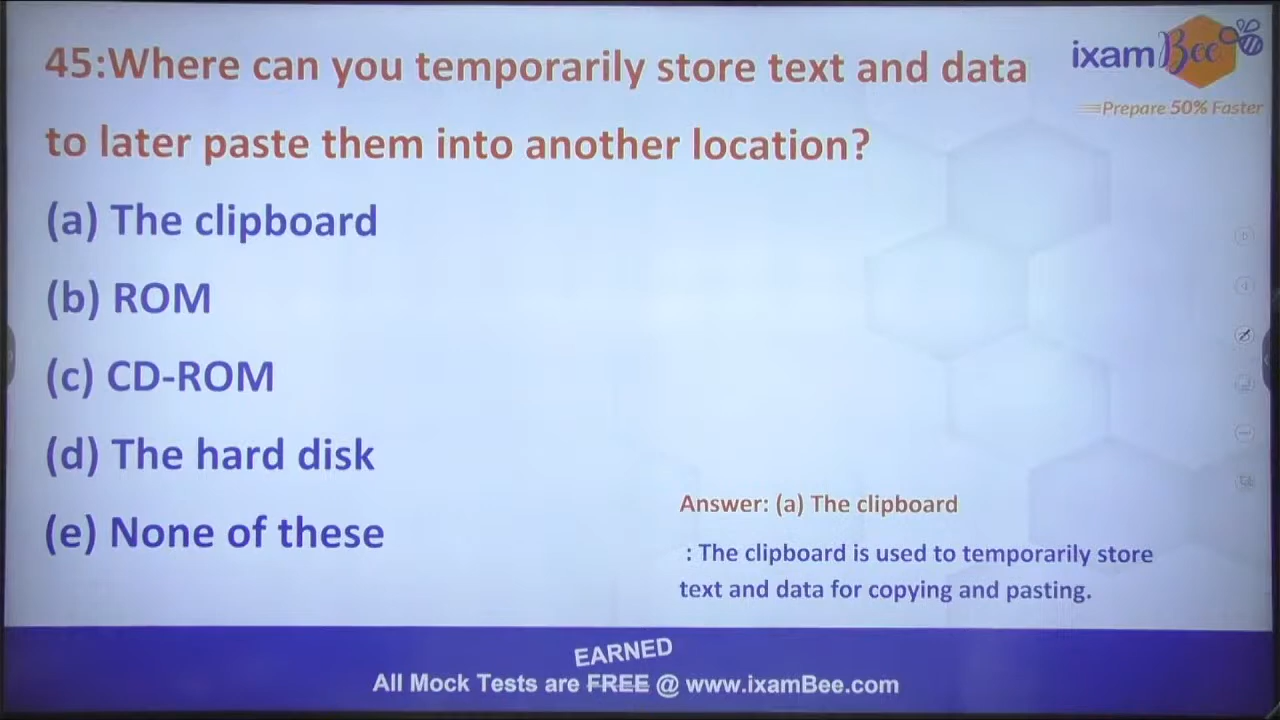 45:Where can you temporarily store text and data
to later paste them into another location?
(a) The clipboard
(b) ROM
(c) CD-ROM
(d) The hard disk
(e) None of these
ixamBee
Prepare 50% Faster
Answer: (a) The clipboard
: The clipboard is used to temporarily store
text and data for copying and pasting.
EARNED
All Mock Tests are FREE @ www.ixamBee.com